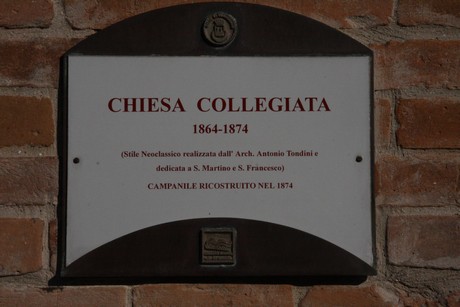 CHIESA COLLEGIATA
1864-1874
(Stile Neoclassico realizzata dall' Arch. Antonio Tondini e
dedicata a S. Martino e S. Francesco)
CAMPANILE RICOSTRUITO NEL 1874